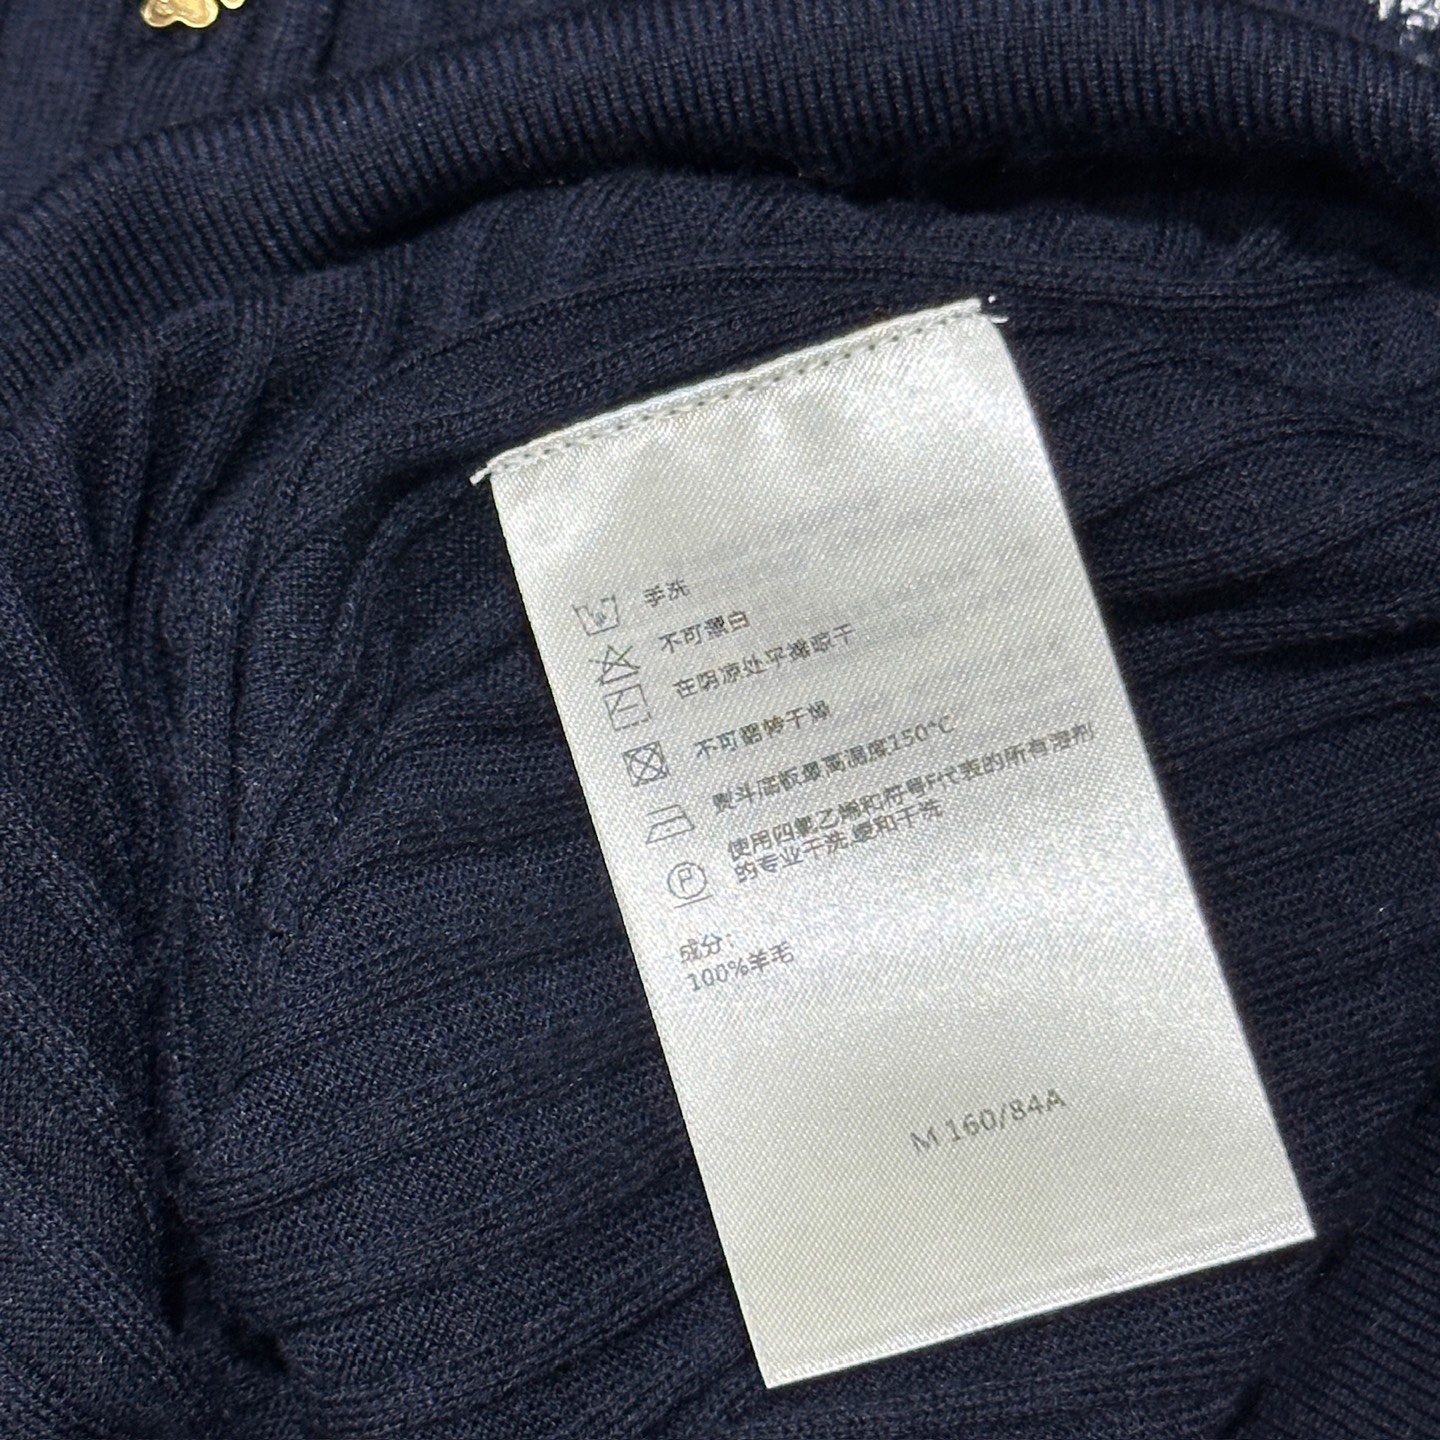 手洗
不可漂白
在阴凉处平摊晾干
不可翻转干燥
熨斗底板最高温度150°C
使用四氯乙烯和符号F代表的所有溶剂
的专业干洗,缓和干洗
P
成分:
100%羊毛
M 160/84A